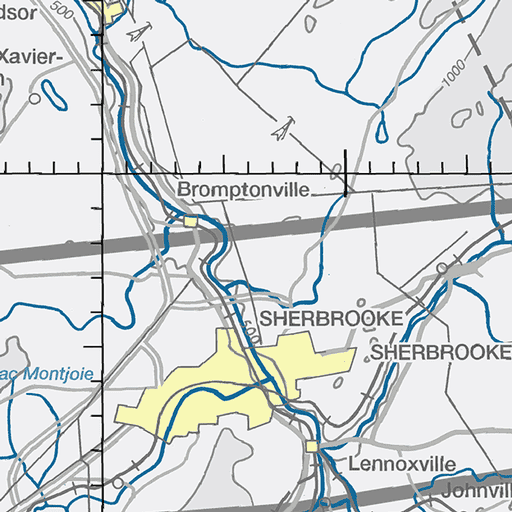 dsor
500
Xavier-
n
1000
Bromptonville
500
SHERBROOKE
SHERBROOKE
ac Montjoie
Lennoxville
Johnvil